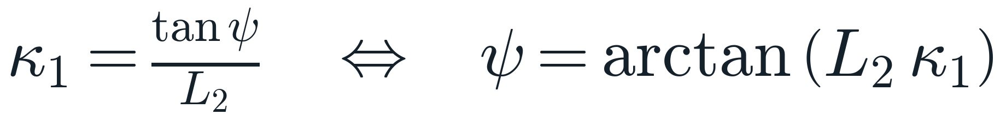 κ₁ = tan ψ / L₂ ⇔ ψ = arctan (L₂ κ₁)